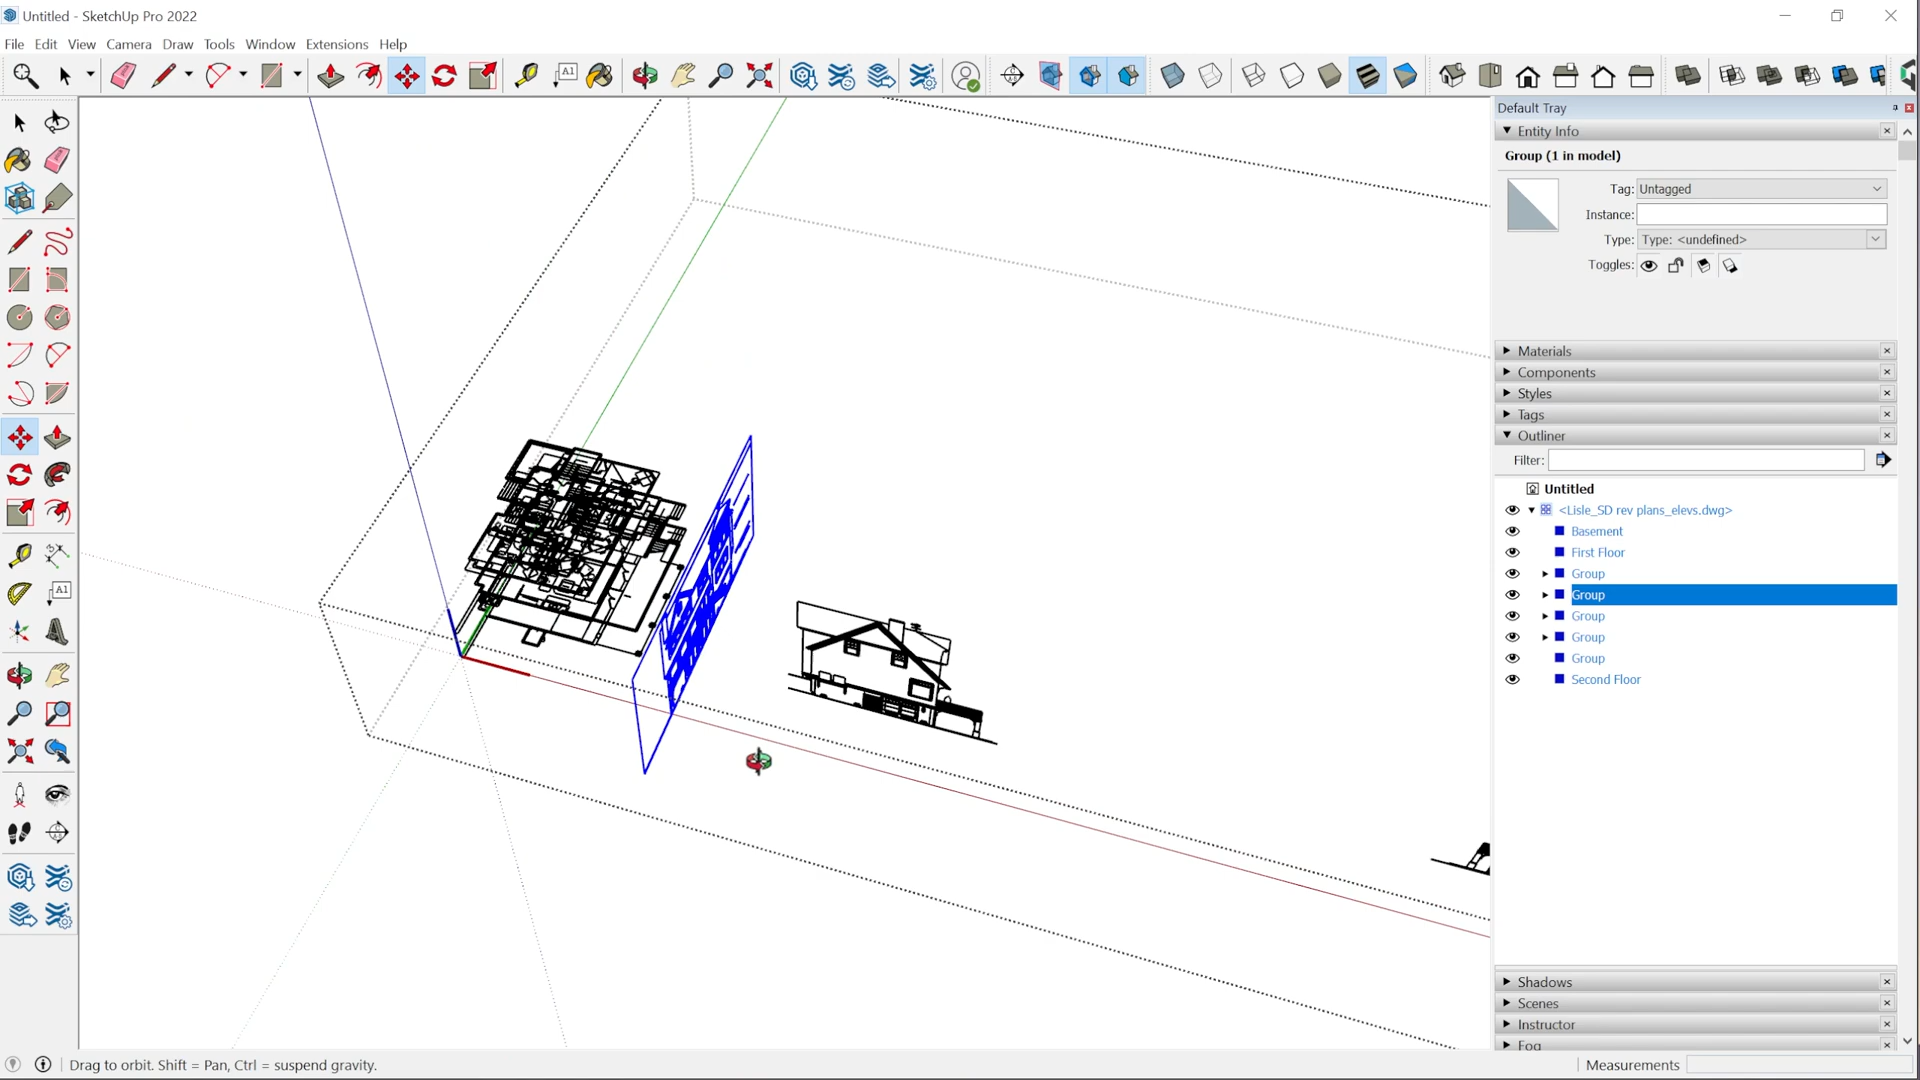 Untitled - SketchUp Pro 2022
File Edit View Camera Draw Tools Window Extensions Help
A1
Default Tray
Entity Info
Group (1 in model)
Tag: Untagged
Instance:
Type: Type: <undefined>
Toggles:
Materials
Components
Styles
Tags
Outliner
Filter:
Untitled
<Lisle_SD rev plans_elevs.dwg>
Basement
First Floor
Group
Group
Group
Group
Group
Second Floor
A1
Shadows
Scenes
Instructor
Fog
Drag to orbit. Shift = Pan, Ctrl = suspend gravity.
Measurements